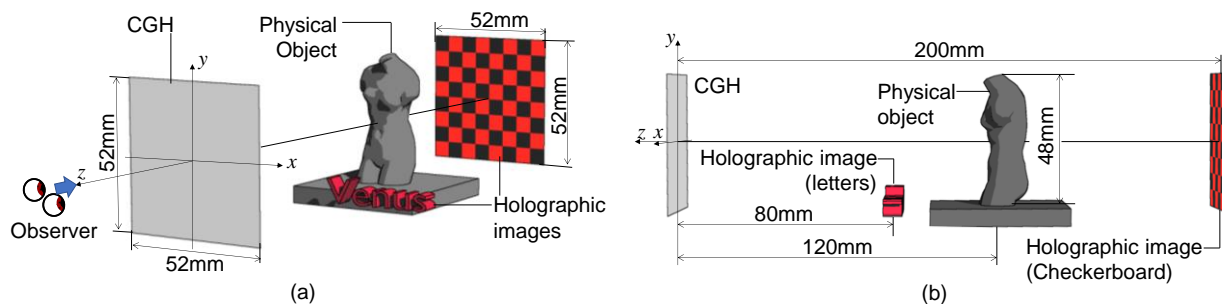 CGH
Physical
Object
52mm
y
52mm
52mm
x
z
Venus
Observer
Holographic
images
52mm
(a)
y
200mm
CGH
Physical
object
z x
48mm
Holographic image
(letters)
80mm
120mm
Holographic image
(Checkerboard)
(b)